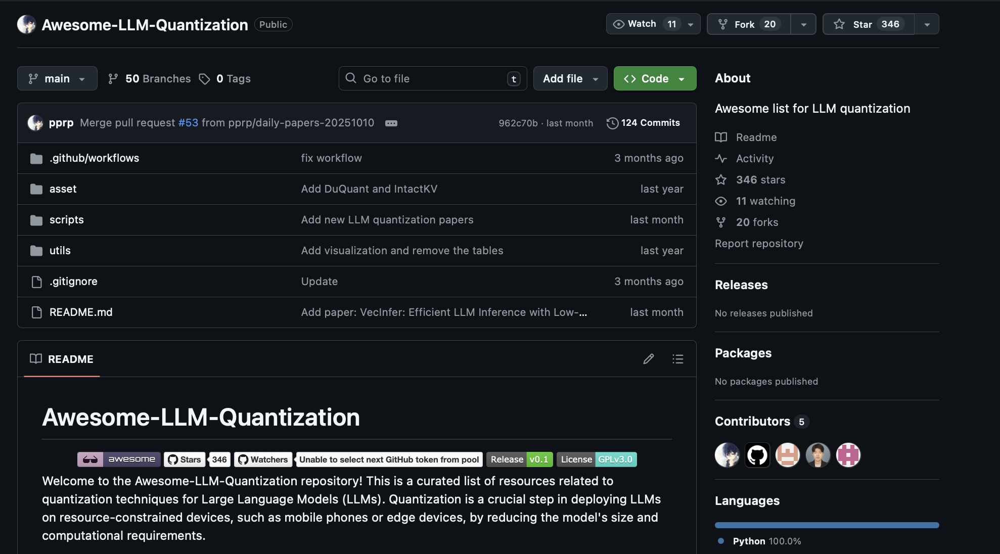 Awesome-LLM-Quantization Public Watch 11 Fork 20 Star 346
main 50 Branches 0 Tags Go to file t Add file Code
pprp Merge pull request #53 from pprp/daily-papers-20251010 962c70b · last month 124 Commits
.github/workflows fix workflow 3 months ago
asset Add DuQuant and IntactKV last year
scripts Add new LLM quantization papers last month
utils Add visualization and remove the tables last year
.gitignore Update 3 months ago
README.md Add paper: VecInfer: Efficient LLM Inference with Low-... last month
README
Awesome-LLM-Quantization
awesome Stars 346 Watchers Unable to select next GitHub token from pool Release v0.1 License GPLv3.0
Welcome to the Awesome-LLM-Quantization repository! This is a curated list of resources related to
quantization techniques for Large Language Models (LLMs). Quantization is a crucial step in deploying LLMs
on resource-constrained devices, such as mobile phones or edge devices, by reducing the model's size and
computational requirements.
About
Awesome list for LLM quantization
Readme
Activity
346 stars
11 watching
20 forks
Report repository
Releases
No releases published
Packages
No packages published
Contributors 5
Languages
Python 100.0%